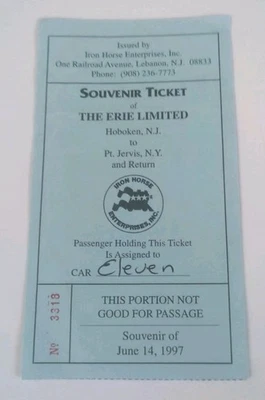 Issued by
Iron Horse Enterprises, Inc.
One Railroad Avenue, Lebanon, N.J. 08833
Phone: (908) 236-7773
SOUVENIR TICKET
of
THE ERIE LIMITED
Hoboken, N.J.
to
Pt. Jervis, N.Y.
and Return
IRON HORSE
ENTERPRISES, INC.
Passenger Holding This Ticket
Is Assigned to
CAR Eleven
THIS PORTION NOT
GOOD FOR PASSAGE
Souvenir of
June 14, 1997
No 3318